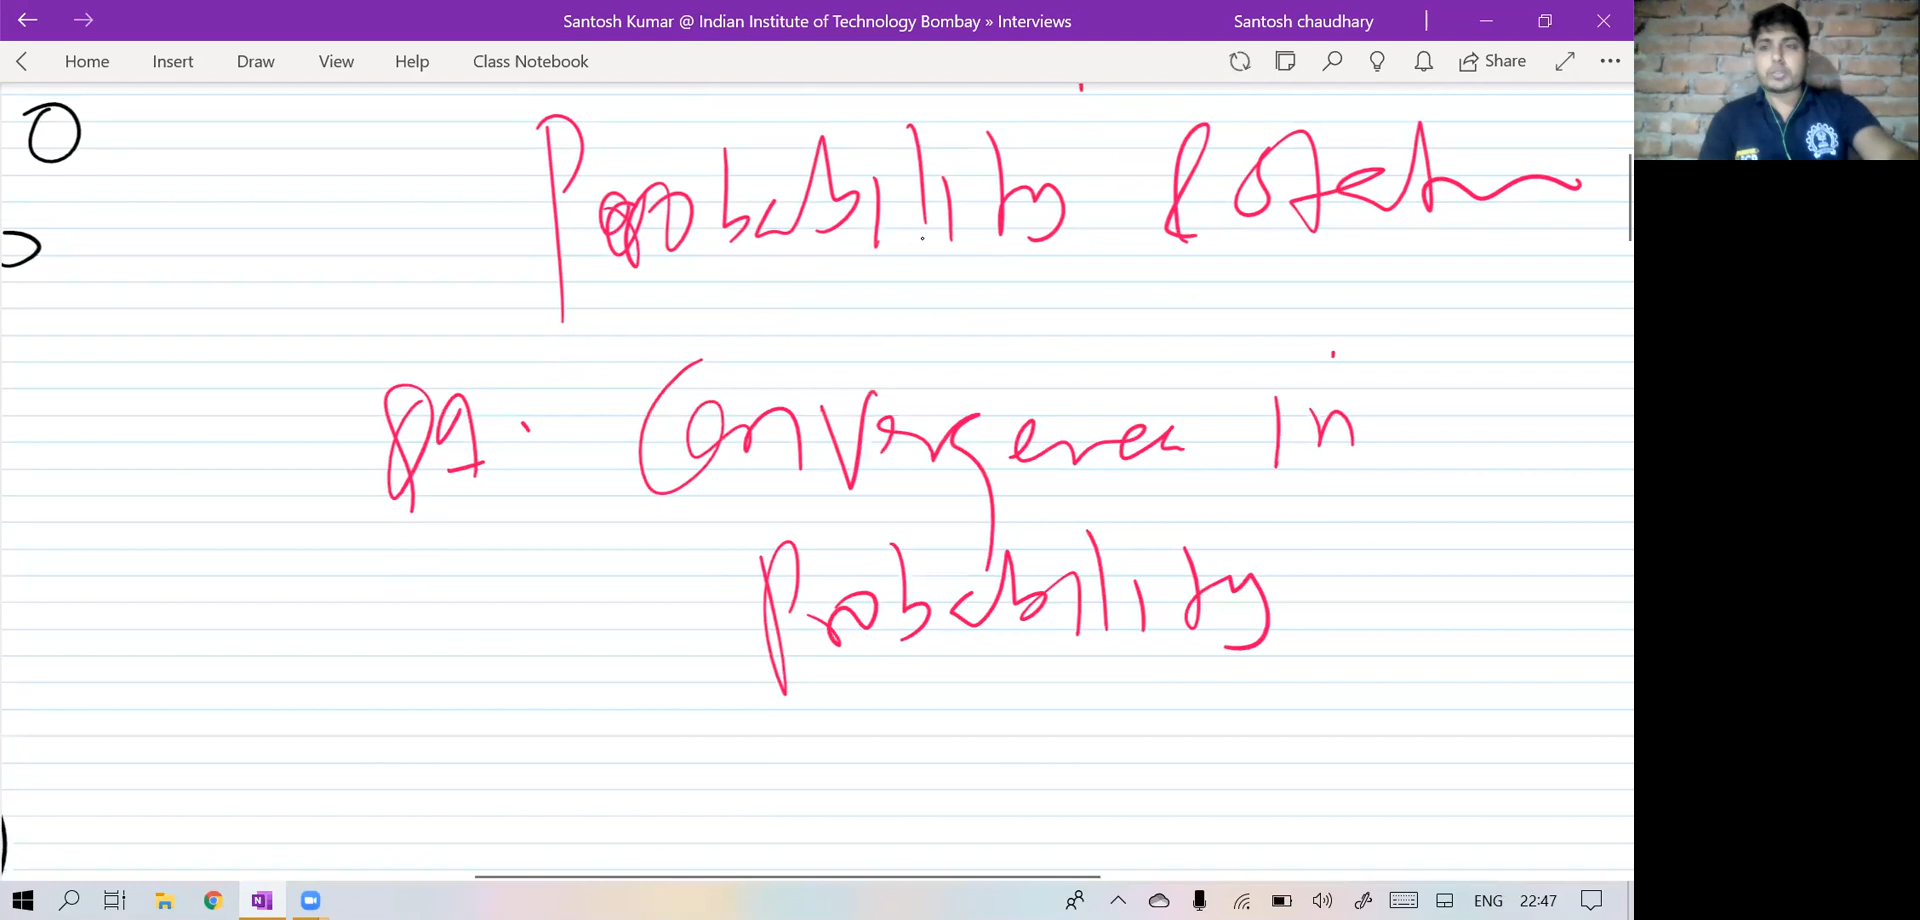 Santosh Kumar @ Indian Institute of Technology Bombay » Interviews
Santosh chaudhary
Home Insert Draw View Help Class Notebook
Share
Probability &
Q1. Convergence in
Probability
ENG 22:47